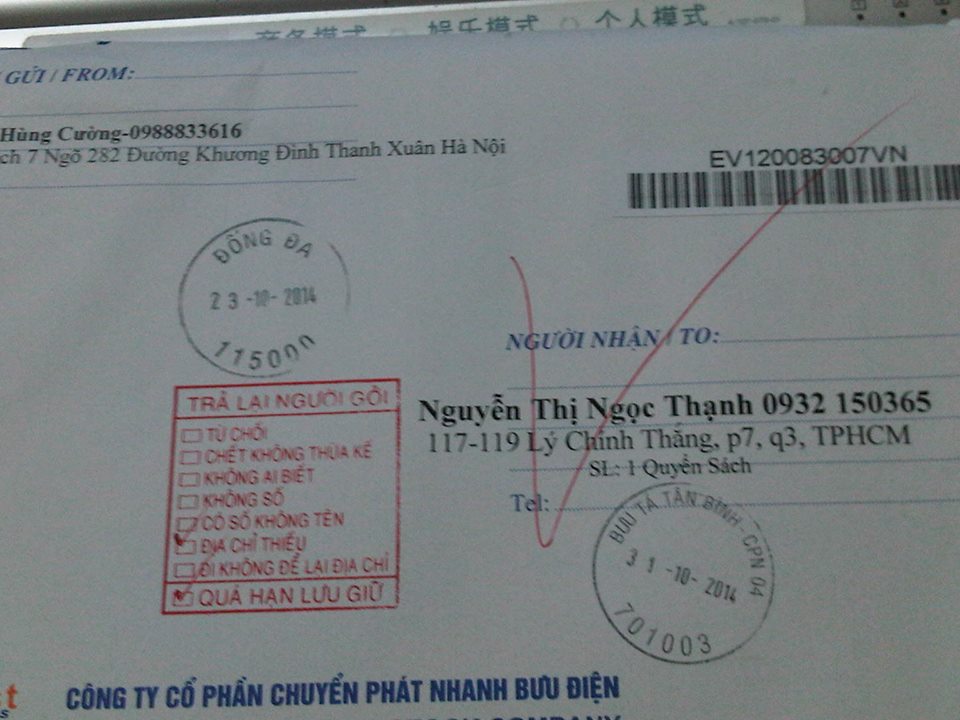 娱乐模式 个人模式
GỬI / FROM:
Hùng Cường-0988833616
ch 7 Ngõ 282 Đường Khương Đình Thanh Xuân Hà Nội
EV120083007VN
ĐỐNG ĐA
23-10-2014
115000
NGƯỜI NHẬN / TO:
TRẢ LẠI NGƯỜI GỞI
TỪ CHỐI
CHẾT KHÔNG THỪA KẾ
KHÔNG AI BIẾT
KHÔNG SỐ
CÓ SỐ KHÔNG TÊN
ĐỊA CHỈ THIẾU
ĐI KHÔNG ĐỂ LẠI ĐỊA CHỈ
QUÁ HẠN LƯU GIỮ
Nguyễn Thị Ngọc Thạnh 0932 150365
117-119 Lý Chính Thắng, p7, q3, TPHCM
SL: 1 Quyển Sách
Tel:
BƯU TÁ TÂN BÌNH-CPN 04
31-10-2014
701003
CÔNG TY CỔ PHẦN CHUYỂN PHÁT NHANH BƯU ĐIỆN